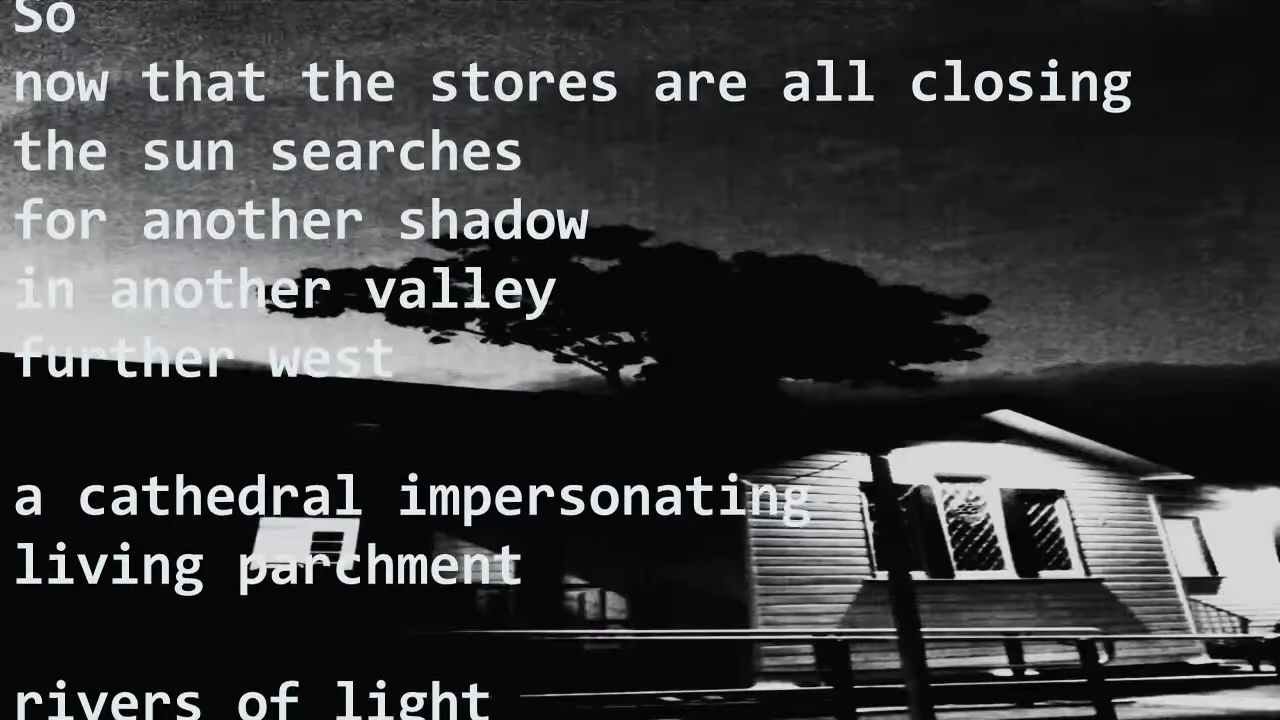 So
now that the stores are all closing
the sun searches
for another shadow
in another valley
further west
a cathedral impersonating
living parchment
rivers of light